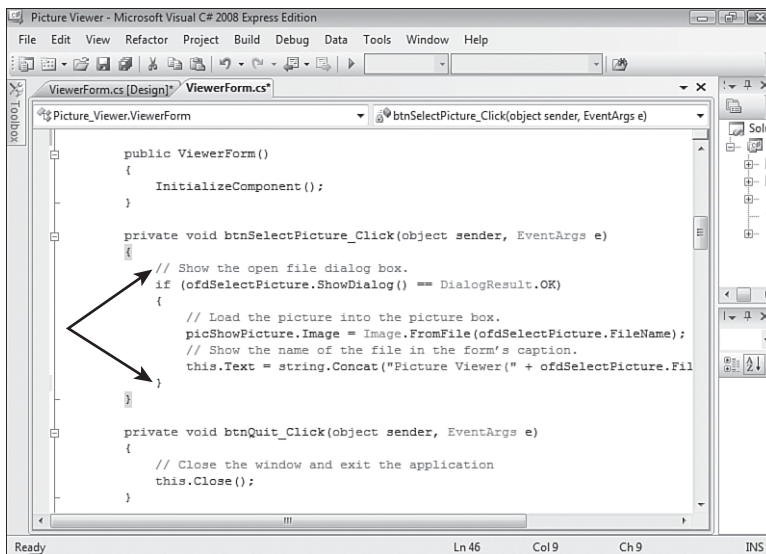 Picture Viewer - Microsoft Visual C# 2008 Express Edition
File Edit View Refactor Project Build Debug Data Tools Window Help
ViewerForm.cs [Design]* ViewerForm.cs*
Toolbox
Picture_Viewer.ViewerForm btnSelectPicture_Click(object sender, EventArgs e)
Solu
public ViewerForm()
{
InitializeComponent();
}
private void btnSelectPicture_Click(object sender, EventArgs e)
{
// Show the open file dialog box.
if (ofdSelectPicture.ShowDialog() == DialogResult.OK)
{
// Load the picture into the picture box.
picShowPicture.Image = Image.FromFile(ofdSelectPicture.FileName);
// Show the name of the file in the form's caption.
this.Text = string.Concat("Picture Viewer(" + ofdSelectPicture.Fil
}
}
private void btnQuit_Click(object sender, EventArgs e)
{
// Close the window and exit the application
this.Close();
}
Ready Ln 46 Col 9 Ch 9 INS